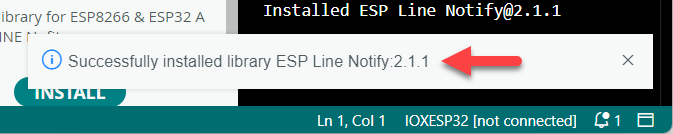 library for ESP8266 & ESP32 A
Installed ESP Line Notify@2.1.1
Successfully installed library ESP Line Notify:2.1.1
INSTALL
Ln 1, Col 1 IOXESP32 [not connected] 1